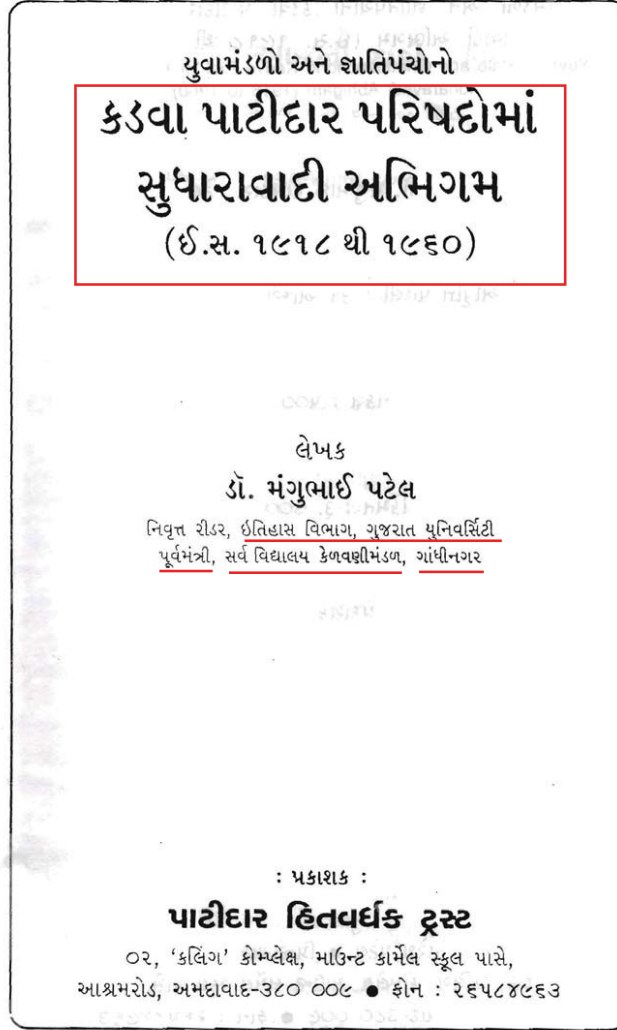 યુવામંડળો અને જ્ઞાતિપંચોનો
કડવા પાટીદાર પરિષદોમાં
સુધારાવાદી અભિગમ
(ઈ.સ. ૧૯૧૮ થી ૧૯૬૦)
લેખક
ડૉ. મંગુભાઈ પટેલ
નિવૃત્ત રીડર, ઇતિહાસ વિભાગ, ગુજરાત યુનિવર્સિટી
પૂર્વમંત્રી, સર્વ વિદ્યાલય કેળવણીમંડળ, ગાંધીનગર
: પ્રકાશક :
પાટીદાર હિતવર્ધક ટ્રસ્ટ
૦૨, ‘કલિંગ’ કોમ્પ્લેક્ષ, માઉન્ટ કાર્મેલ સ્કૂલ પાસે,
આશ્રમરોડ, અમદાવાદ-૩૮૦ ૦૦૯ ● ફોન : ૨૬૫૮૪૯૬૩